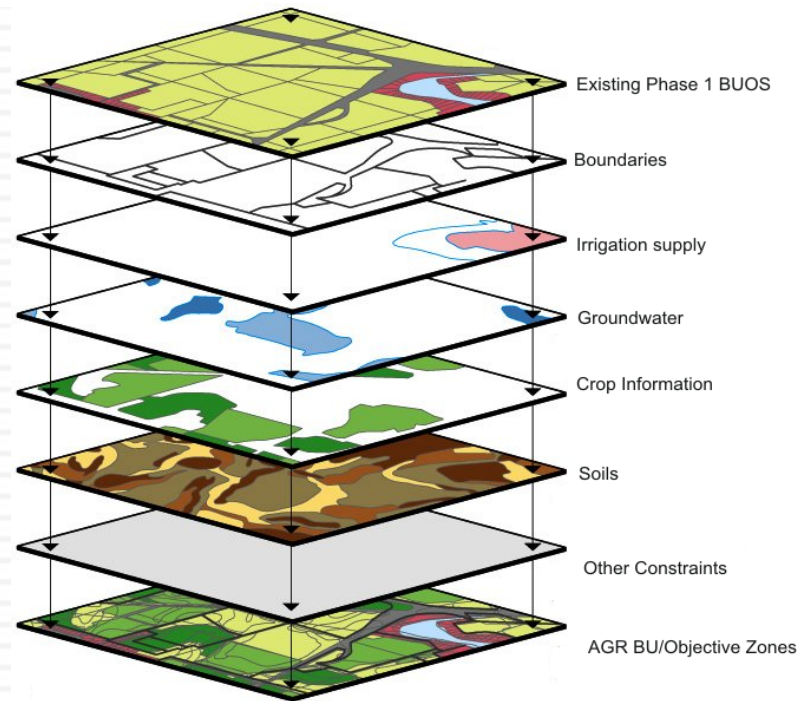 Existing Phase 1 BUOS
Boundaries
Irrigation supply
Groundwater
Crop Information
Soils
Other Constraints
AGR BU/Objective Zones